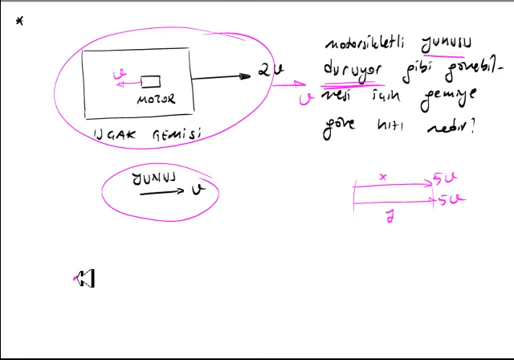 *
motorsikletli yunusu
duruyor gibi görebil-
mesi için gemiye
göre hızı nedir?
v
MOTOR
2v
v
UÇAK GEMİSİ
YUNUS
v
x
5v
5v
y